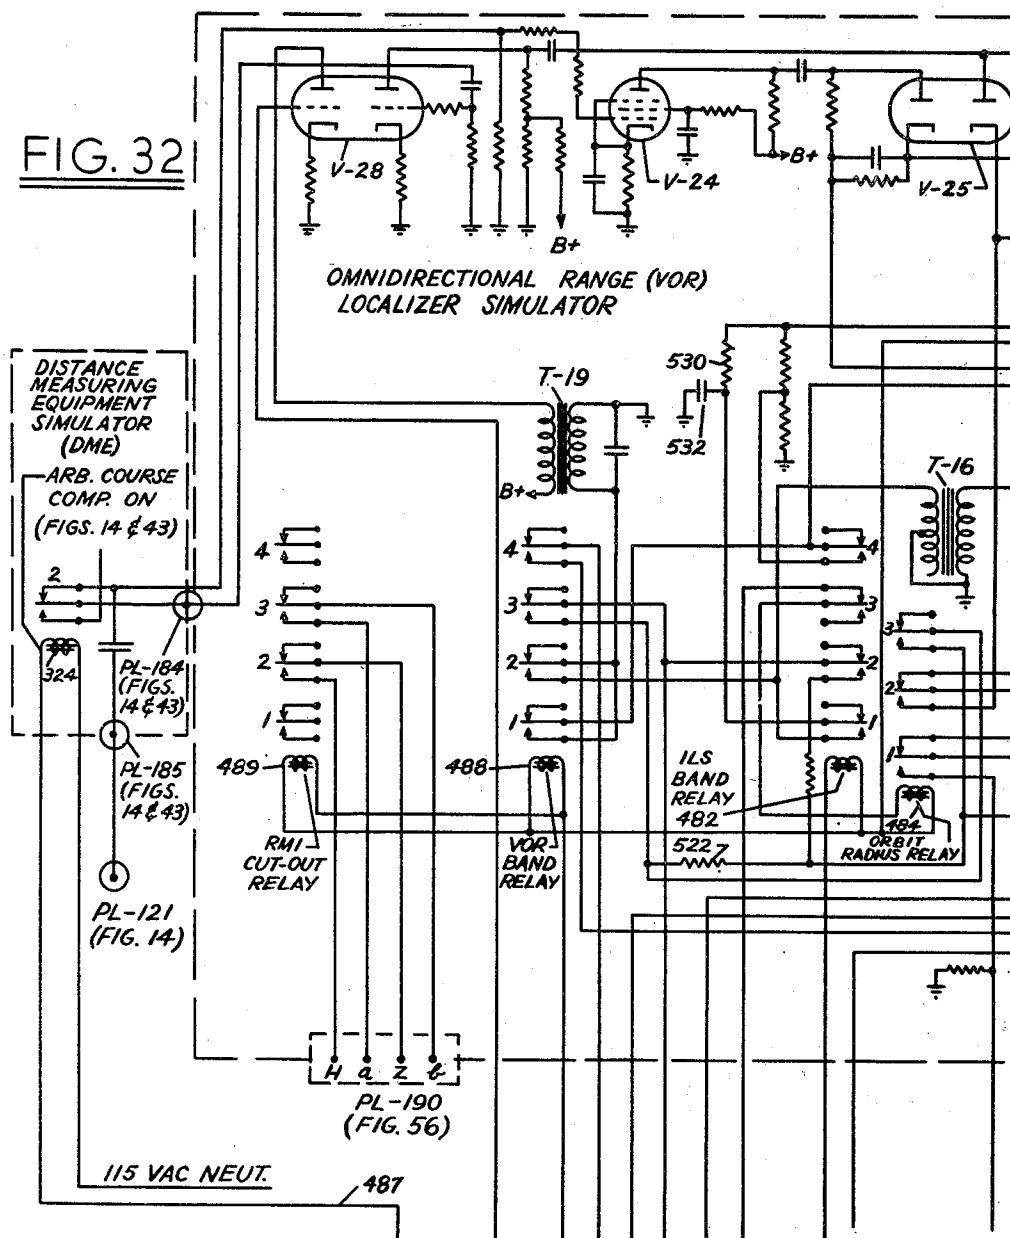 FIG. 32
V-28
V-24
B+
V-25
B+
OMNIDIRECTIONAL RANGE (VOR)
LOCALIZER SIMULATOR
DISTANCE
MEASURING
EQUIPMENT
SIMULATOR
(DME)
ARB. COURSE
COMP. ON
(FIGS. 14 & 43)
T-19
530
532
B+
T-16
4
4
4
2
3
3
3
3
324
PL-184
(FIGS.
14 & 43)
2
2
2
2
1
1
1
1
PL-185
(FIGS.
14 & 43)
489
488
ILS
BAND
RELAY
482
484
RMI
CUT-OUT
RELAY
VOR
BAND
RELAY
522
ORBIT
RADIUS RELAY
PL-121
(FIG. 14)
H a Z b
PL-190
(FIG. 56)
115 VAC NEUT.
487